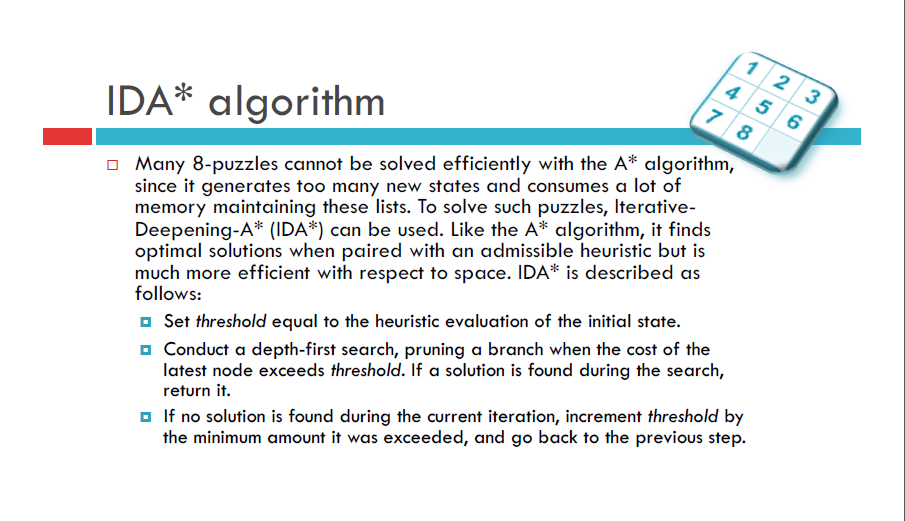 IDA* algorithm
1 2 3
4 5 6
7 8
Many 8-puzzles cannot be solved efficiently with the A* algorithm,
since it generates too many new states and consumes a lot of
memory maintaining these lists. To solve such puzzles, Iterative-
Deepening-A* (IDA*) can be used. Like the A* algorithm, it finds
optimal solutions when paired with an admissible heuristic but is
much more efficient with respect to space. IDA* is described as
follows:
Set threshold equal to the heuristic evaluation of the initial state.
Conduct a depth-first search, pruning a branch when the cost of the
latest node exceeds threshold. If a solution is found during the search,
return it.
If no solution is found during the current iteration, increment threshold by
the minimum amount it was exceeded, and go back to the previous step.